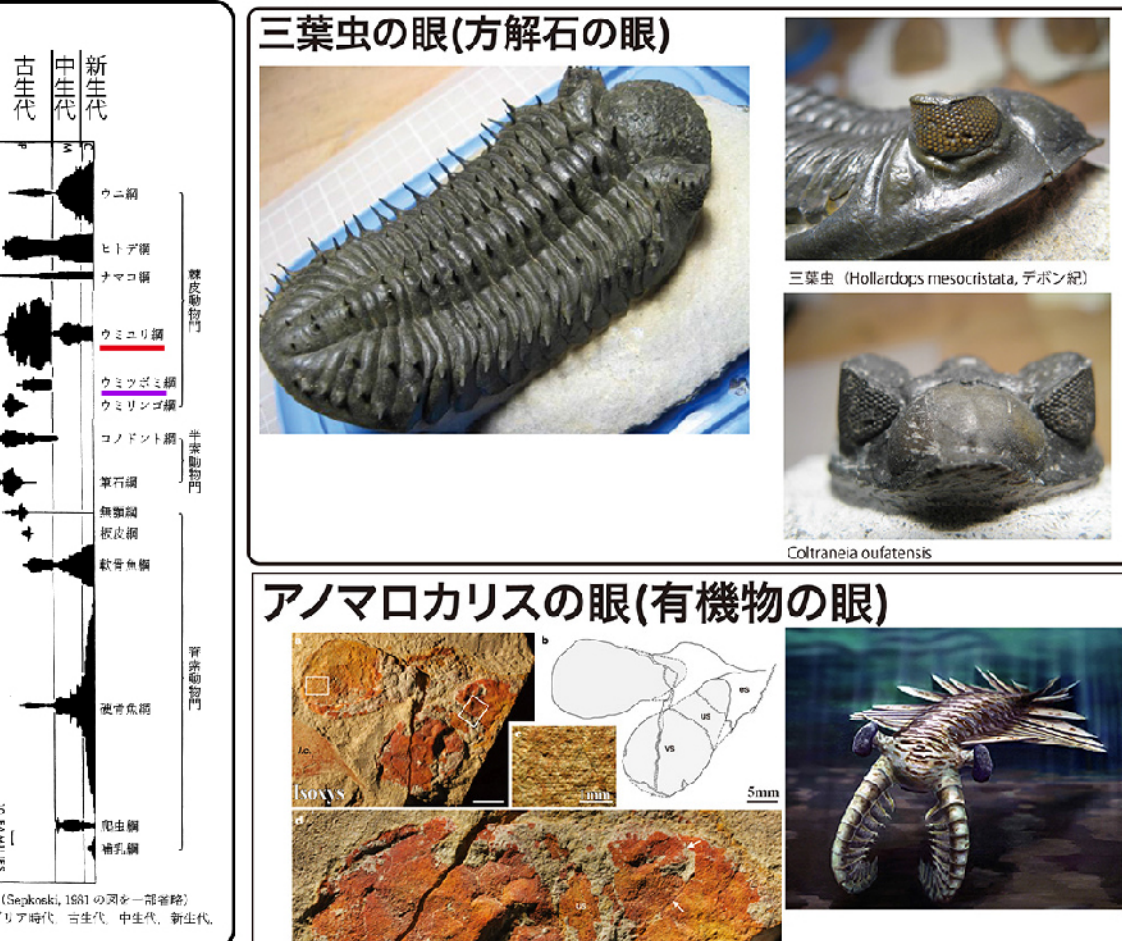 古生代
中生代
新生代
P
M
C
ウニ綱
ヒトデ綱
ナマコ綱
ウミユリ綱
ウミツボミ綱
ウミリンゴ綱
棘皮動物門
コノドント綱
筆石綱
半索動物門
無顎綱
板皮綱
軟骨魚綱
硬骨魚綱
爬虫綱
哺乳綱
脊索動物門
(Sepkoski, 1981 の図を一部省略)
リア時代, 古生代, 中生代, 新生代.
三葉虫の眼(方解石の眼)
三葉虫 (Hollardops mesocristata, デボン紀)
Coltraneia oufatensis
アノマロカリスの眼(有機物の眼)
b
l.c.
Isoxys
1mm
es
us
vs
5mm
d
us